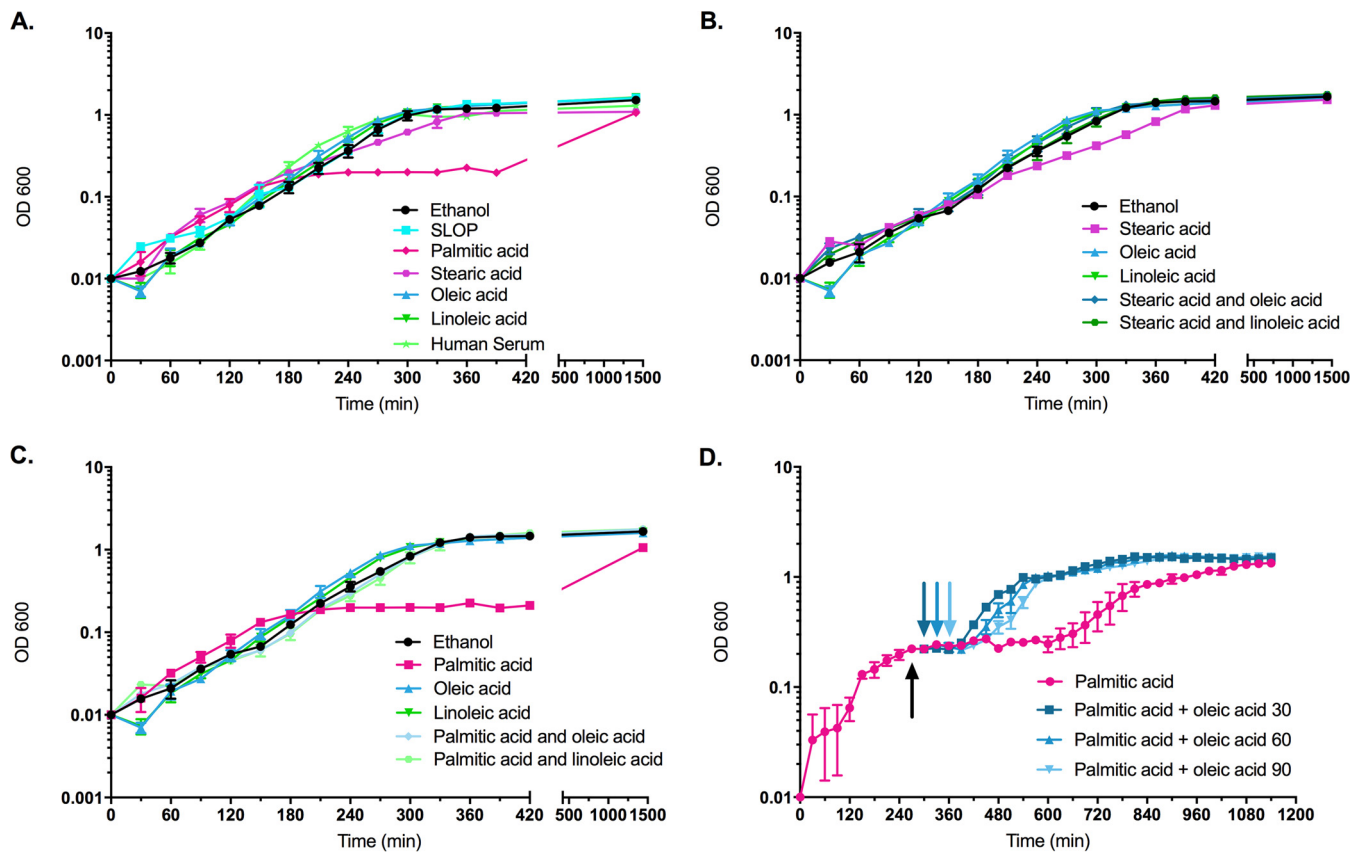 A.
10
1
0.1
0.01
0.001
OD 600
0 60 120 180 240 300 360 420 500 1000 1500
Time (min)
Ethanol
SLOP
Palmitic acid
Stearic acid
Oleic acid
Linoleic acid
Human Serum
B.
10
1
0.1
0.01
0.001
OD 600
0 60 120 180 240 300 360 420 500 1000 1500
Time (min)
Ethanol
Stearic acid
Oleic acid
Linoleic acid
Stearic acid and oleic acid
Stearic acid and linoleic acid
C.
10
1
0.1
0.01
0.001
OD 600
0 60 120 180 240 300 360 420 500 1000 1500
Time (min)
Ethanol
Palmitic acid
Oleic acid
Linoleic acid
Palmitic acid and oleic acid
Palmitic acid and linoleic acid
D.
10
1
0.1
0.01
OD 600
0 120 240 360 480 600 720 840 960 1080 1200
Time (min)
Palmitic acid
Palmitic acid + oleic acid 30
Palmitic acid + oleic acid 60
Palmitic acid + oleic acid 90